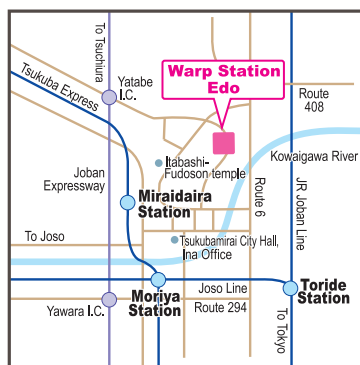 To Tsuchiura
Tsukuba Express
Yatabe
I.C.
Warp Station
Edo
Route
408
Kowaigawa River
Itabashi-
Fudoson temple
Joban
Expressway
Miraidaira
Station
Route 6
JR Joban Line
To Joso
Tsukubamirai City Hall,
Ina Office
Moriya
Station
Joso Line
Route 294
Toride
Station
Yawara I.C.
To Tokyo